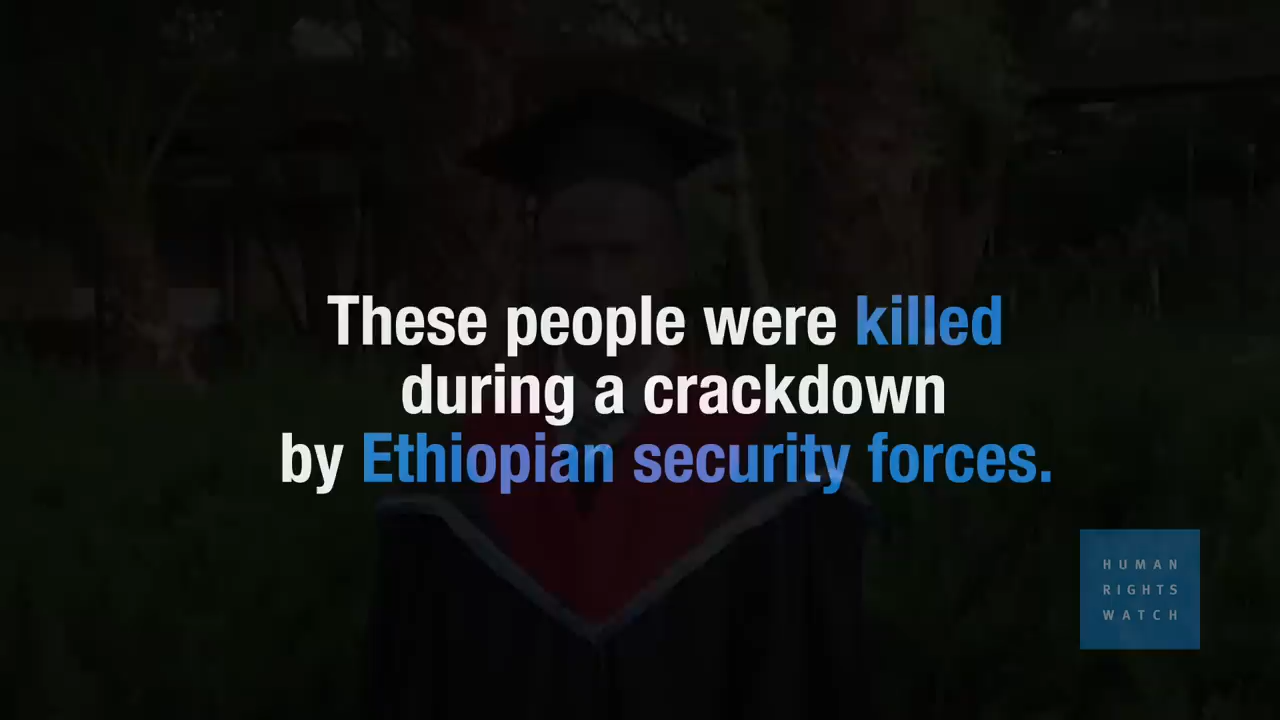 These people were killed
during a crackdown
by Ethiopian security forces.
HUMAN
RIGHTS
WATCH